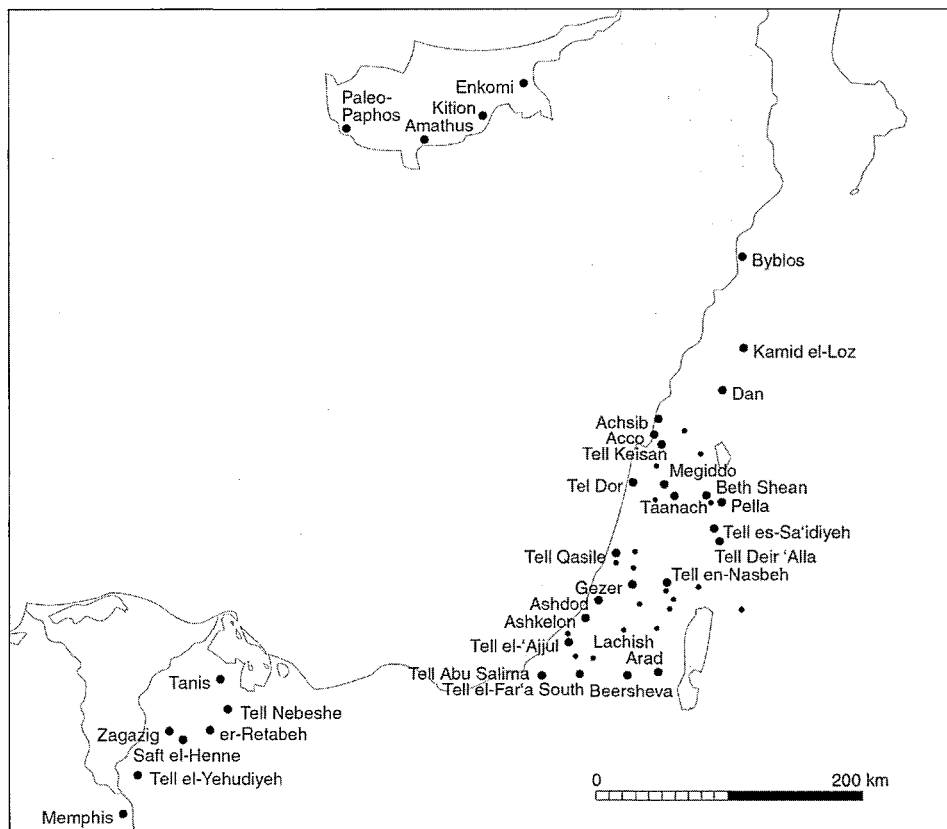 Enkomi
Paleo-
Paphos
Kition
Amathus
Byblos
Kamid el-Loz
Dan
Achsib
Acco
Tell Keisan
Megiddo
Tel Dor
Beth Shean
Taanach
Pella
Tell es-Sa‘idiyeh
Tell Deir ‘Alla
Tell Qasile
Tell en-Nasbeh
Gezer
Ashdod
Ashkelon
Tell el-‘Ajjul
Lachish
Arad
Tell Abu Salima
Tell el-Far‘a South
Beersheva
Tanis
Tell Nebeshe
Zagazig
er-Retabeh
Saft el-Henne
Tell el-Yehudiyeh
Memphis
0 200 km